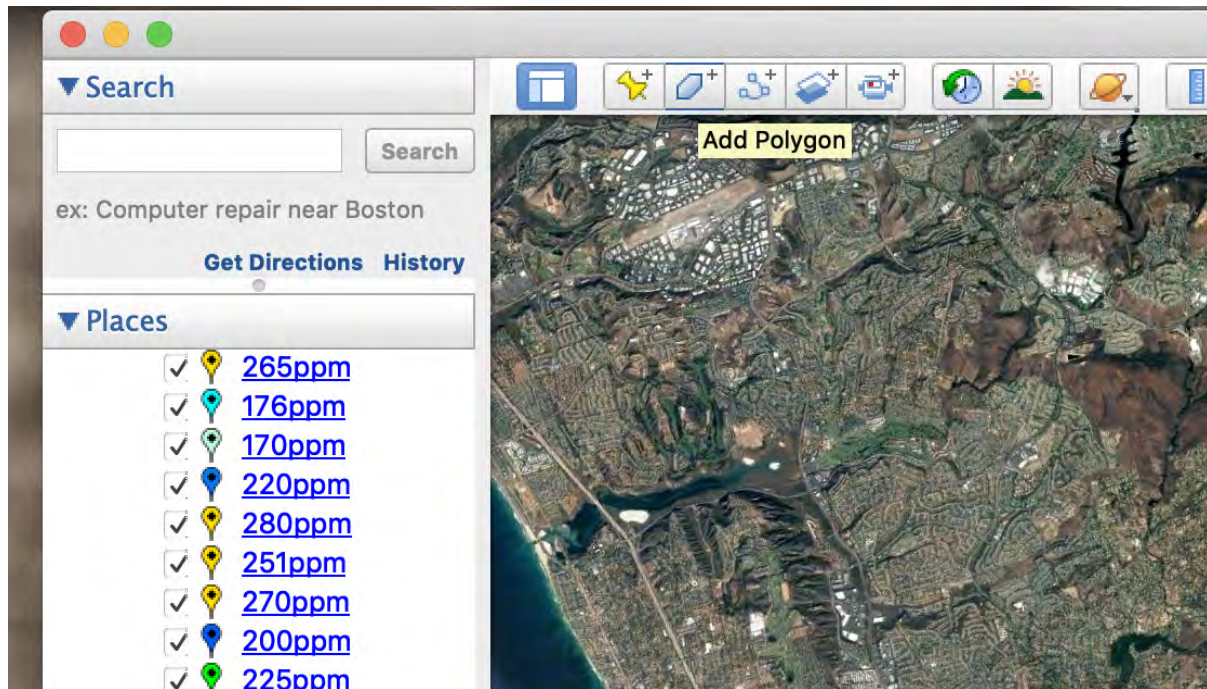 Search
Search
ex: Computer repair near Boston
Get Directions History
Places
265ppm
176ppm
170ppm
220ppm
280ppm
251ppm
270ppm
200ppm
225ppm
Add Polygon